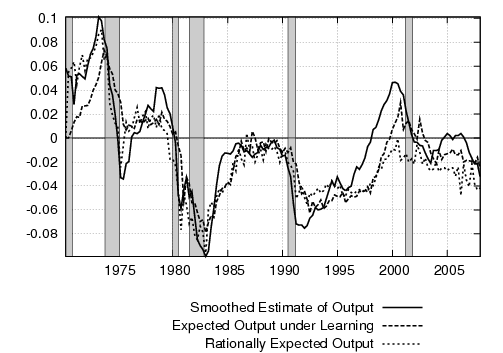 0.1
0.08
0.06
0.04
0.02
0
-0.02
-0.04
-0.06
-0.08
1975 1980 1985 1990 1995 2000 2005
Smoothed Estimate of Output
Expected Output under Learning
Rationally Expected Output